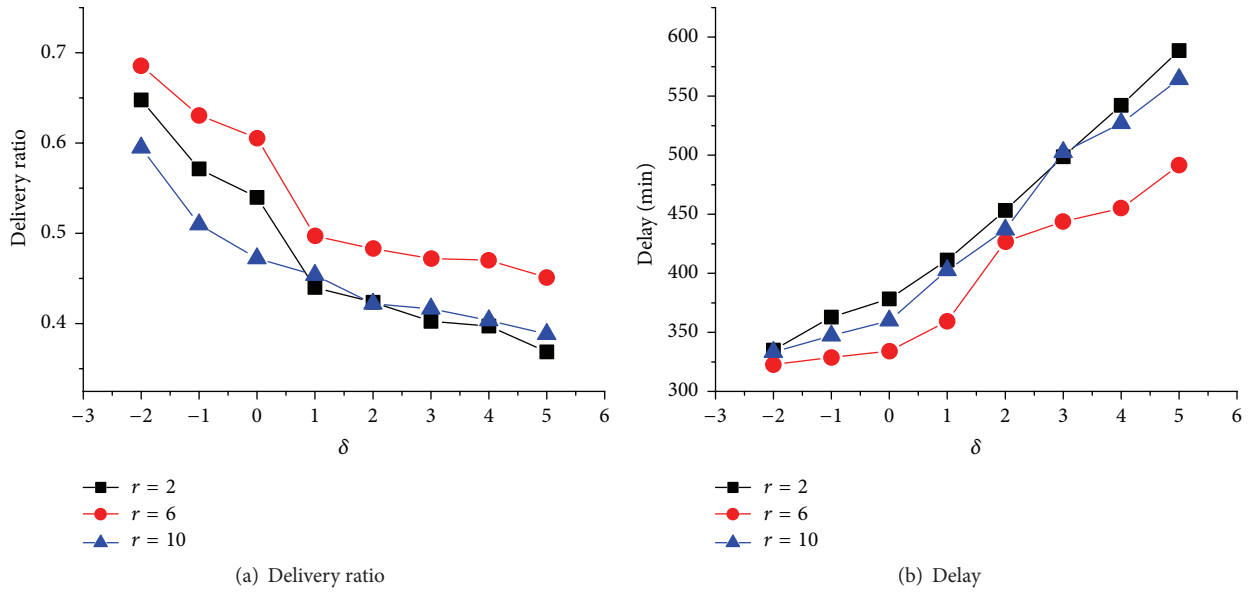 0.7
0.6
0.5
0.4
Delivery ratio
−3 −2 −1 0 1 2 3 4 5 6
δ
r = 2
r = 6
r = 10
(a) Delivery ratio
600
550
500
450
400
350
300
Delay (min)
−3 −2 −1 0 1 2 3 4 5 6
δ
r = 2
r = 6
r = 10
(b) Delay